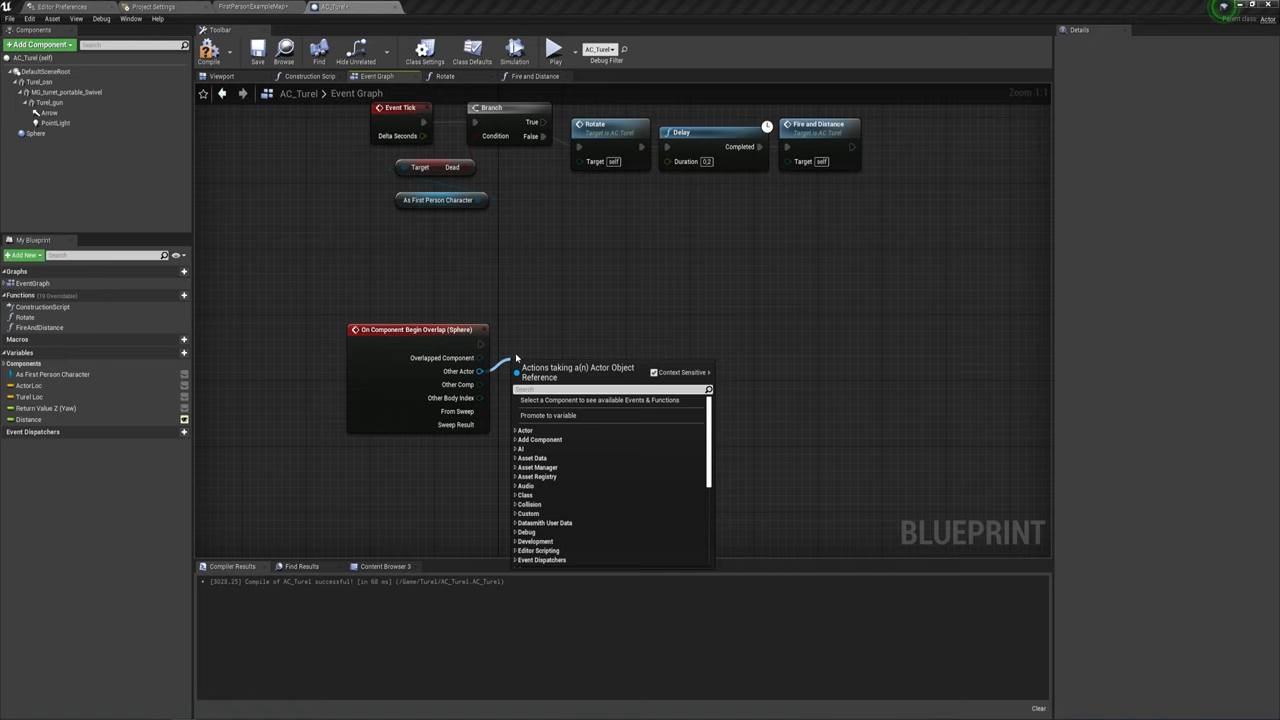 Editor Preferences
Project Settings
FirstPersonExampleMap•
AC_Turel•
File
Edit
Asset
View
Debug
Window
Help
Parent class: Actor
Components
Toolbar
Details
+Add Component
Search
AC_Turel (self)
DefaultSceneRoot
Turel_osn
MG_turret_portable_Swivel
Turel_gun
Arrow
PointLight
Sphere
Compile
Save
Browse
Find
Hide Unrelated
Class Settings
Class Defaults
Simulation
Play
AC_Turel
Debug Filter
Viewport
Construction Scrip
Event Graph
Rotate
Fire and Distance
AC_Turel
Event Graph
Zoom 1:1
Event Tick
Delta Seconds
Branch
Condition
True
False
Target
Dead
As First Person Character
Rotate
Target is AC Turel
Target
self
Delay
Completed
Duration
0,2
Fire and Distance
Target is AC Turel
Target
self
My Blueprint
+Add New
Search
Graphs
EventGraph
Functions (19 Overridable)
ConstructionScript
Rotate
FireAndDistance
Macros
Variables
Components
As First Person Character
ActorLoc
Turel Loc
Return Value Z (Yaw)
Distance
Event Dispatchers
On Component Begin Overlap (Sphere)
Overlapped Component
Other Actor
Other Comp
Other Body Index
From Sweep
Sweep Result
Actions taking a(n) Actor Object
Reference
Context Sensitive
Search
Select a Component to see available Events & Functions
Promote to variable
Actor
Add Component
AI
Asset Data
Asset Manager
Asset Registry
Audio
Class
Collision
Custom
Datasmith User Data
Debug
Development
Editor Scripting
Event Dispatchers
BLUEPRINT
Compiler Results
Find Results
Content Browser 3
[3028.25] Compile of AC_Turel successful! [in 68 ms] (/Game/Turel/AC_Turel.AC_Turel)
Clear